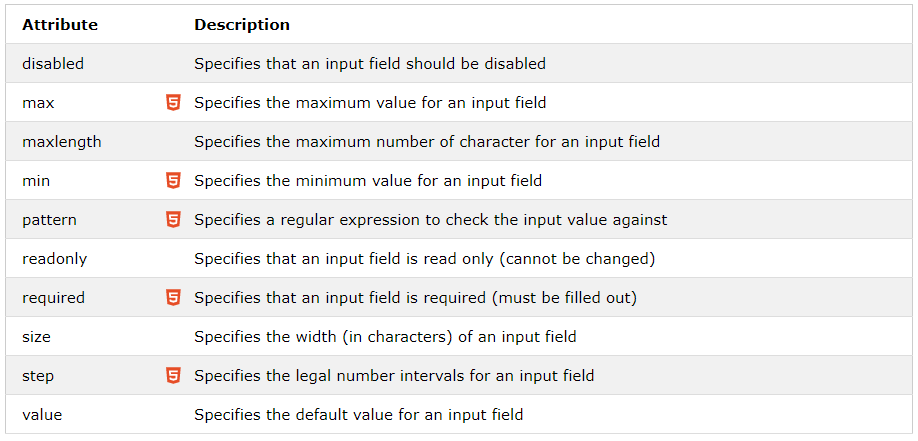 Attribute Description
disabled Specifies that an input field should be disabled
max 5 Specifies the maximum value for an input field
maxlength Specifies the maximum number of character for an input field
min 5 Specifies the minimum value for an input field
pattern 5 Specifies a regular expression to check the input value against
readonly Specifies that an input field is read only (cannot be changed)
required 5 Specifies that an input field is required (must be filled out)
size Specifies the width (in characters) of an input field
step 5 Specifies the legal number intervals for an input field
value Specifies the default value for an input field